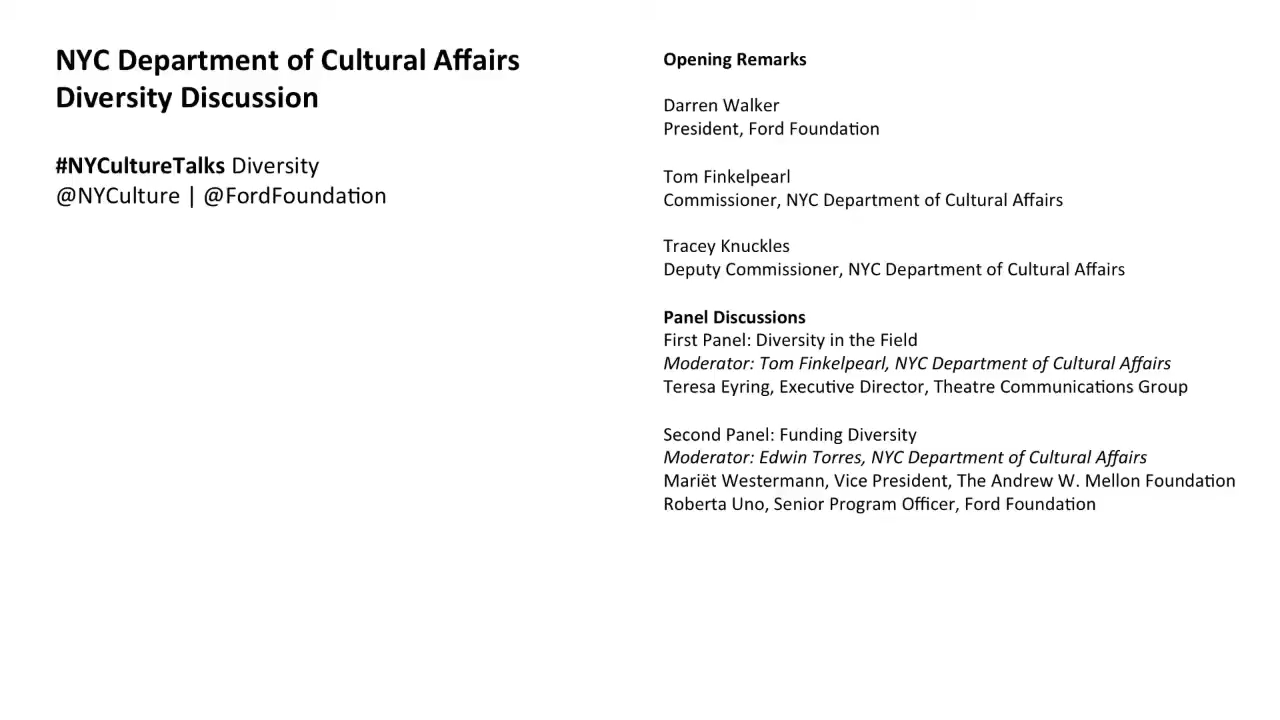 NYC Department of Cultural Affairs
Diversity Discussion
#NYCultureTalks Diversity
@NYCulture | @FordFoundation
Opening Remarks
Darren Walker
President, Ford Foundation
Tom Finkelpearl
Commissioner, NYC Department of Cultural Affairs
Tracey Knuckles
Deputy Commissioner, NYC Department of Cultural Affairs
Panel Discussions
First Panel: Diversity in the Field
Moderator: Tom Finkelpearl, NYC Department of Cultural Affairs
Teresa Eyring, Executive Director, Theatre Communications Group
Second Panel: Funding Diversity
Moderator: Edwin Torres, NYC Department of Cultural Affairs
Mariët Westermann, Vice President, The Andrew W. Mellon Foundation
Roberta Uno, Senior Program Officer, Ford Foundation